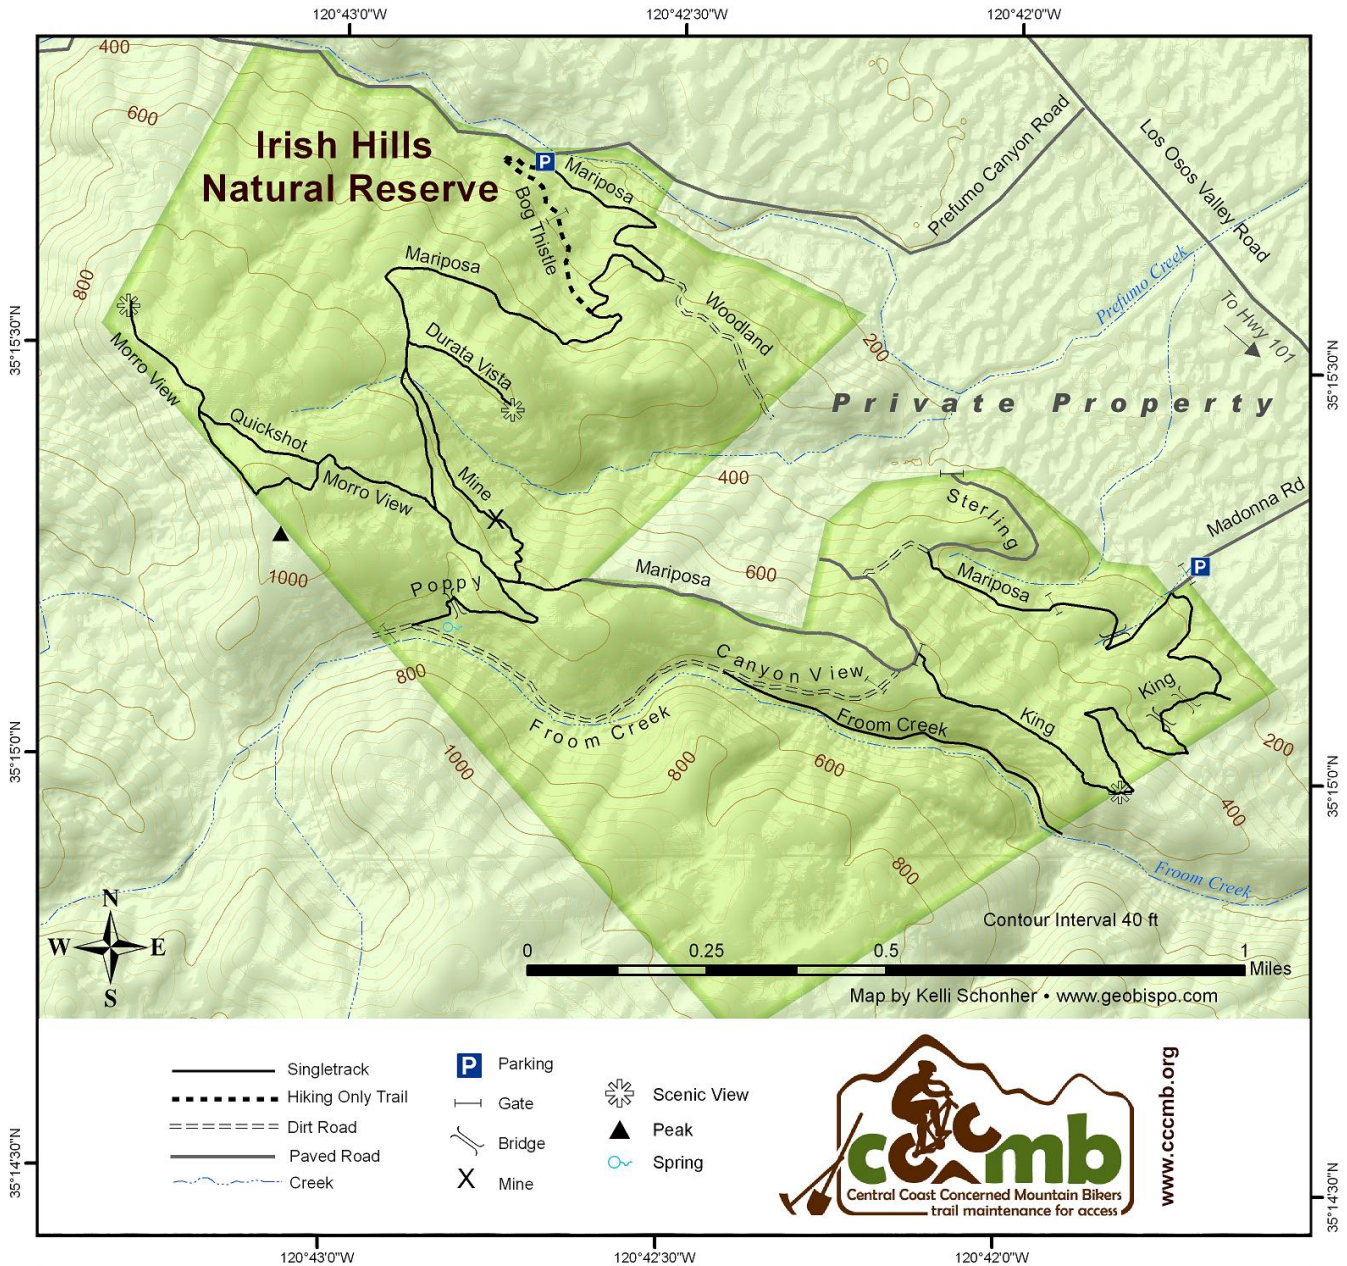 120°43'0"W
120°42'30"W
120°42'0"W
400
600
Irish Hills
Natural Reserve
P
Mariposa
Bog Thistle
Prefumo Canyon Road
Los Osos Valley Road
Mariposa
800
Prefumo Creek
To Hwy 101
Woodland
200
35°15'30"N
35°15'30"N
Durata Vista
Morro View
Private Property
Quickshot
Morro View
Mine
400
Sterling
Madonna Rd
P
1000
Poppy
Mariposa
600
Mariposa
Canyon View
800
Froom Creek
Froom Creek
King
King
200
35°15'0"N
35°15'0"N
1000
800
600
400
800
Froom Creek
N
W E
S
Contour Interval 40 ft
0 0.25 0.5 1
Miles
Map by Kelli Schonher • www.geobispo.com
Singletrack
Hiking Only Trail
Dirt Road
Paved Road
Creek
P Parking
Gate
Bridge
X Mine
Scenic View
Peak
Spring
cccmb
Central Coast Concerned Mountain Bikers
trail maintenance for access
www.cccmb.org
35°14'30"N
35°14'30"N
120°43'0"W
120°42'30"W
120°42'0"W